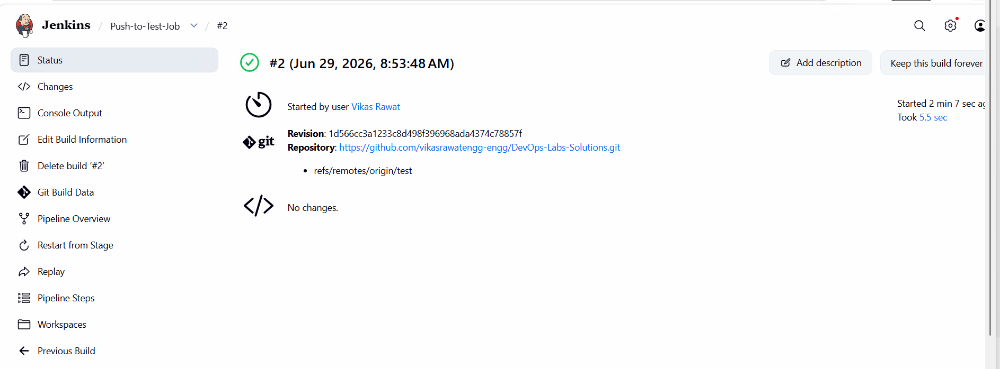 Jenkins / Push-to-Test-Job / #2
Status
Changes
Console Output
Edit Build Information
Delete build ‘#2’
Git Build Data
Pipeline Overview
Restart from Stage
Replay
Pipeline Steps
Workspaces
Previous Build
#2 (Jun 29, 2026, 8:53:48 AM)
Add description
Keep this build forever
Started by user Vikas Rawat
Started 2 min 7 sec
Took 5.5 sec
git
Revision: 1d566cc3a1233c8d498f396968ada4374c78857f
Repository: https://github.com/vikasrawatengg-engg/DevOps-Labs-Solutions.git
• refs/remotes/origin/test
No changes.